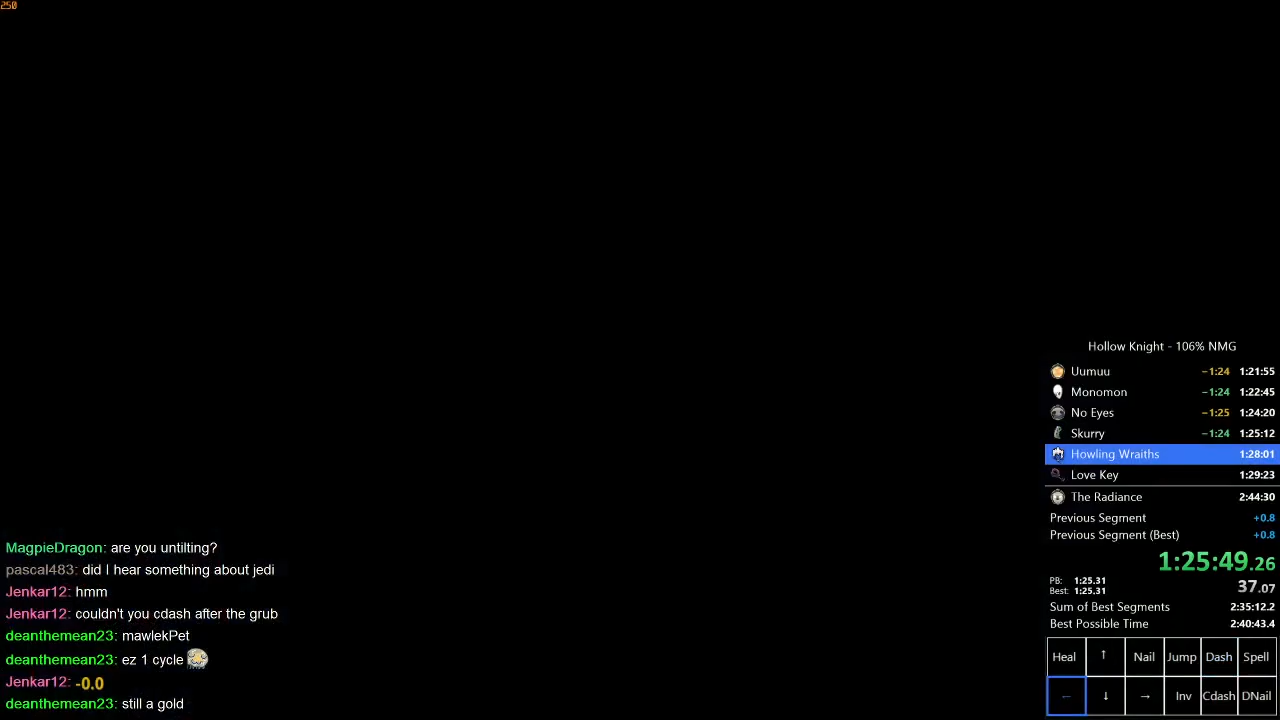 250
Hollow Knight - 106% NMG
Uumuu −1:24 1:21:55
Monomon −1:24 1:22:45
No Eyes −1:25 1:24:20
Skurry −1:24 1:25:12
Howling Wraiths 1:28:01
Love Key 1:29:23
The Radiance 2:44:30
Previous Segment +0.8
Previous Segment (Best) +0.8
1:25:49.26
PB: 1:25.31
Best: 1:25.31
37.07
Sum of Best Segments 2:35:12.2
Best Possible Time 2:40:43.4
Heal ↑ Nail Jump Dash Spell
← ↓ → Inv Cdash DNail
MagpieDragon: are you untilting?
pascal483: did I hear something about jedi
Jenkar12: hmm
Jenkar12: couldn't you cdash after the grub
deanthemean23: mawlekPet
deanthemean23: ez 1 cycle
Jenkar12: -0.0
deanthemean23: still a gold